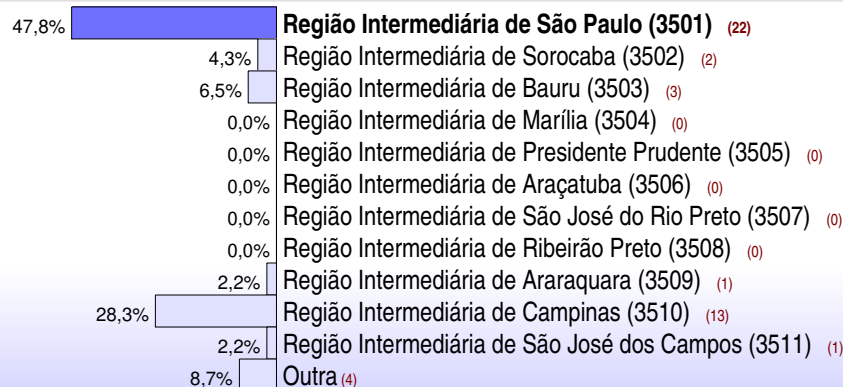 47,8% Região Intermediária de São Paulo (3501) (22)
4,3% Região Intermediária de Sorocaba (3502) (2)
6,5% Região Intermediária de Bauru (3503) (3)
0,0% Região Intermediária de Marília (3504) (0)
0,0% Região Intermediária de Presidente Prudente (3505) (0)
0,0% Região Intermediária de Araçatuba (3506) (0)
0,0% Região Intermediária de São José do Rio Preto (3507) (0)
0,0% Região Intermediária de Ribeirão Preto (3508) (0)
2,2% Região Intermediária de Araraquara (3509) (1)
28,3% Região Intermediária de Campinas (3510) (13)
2,2% Região Intermediária de São José dos Campos (3511) (1)
8,7% Outra (4)